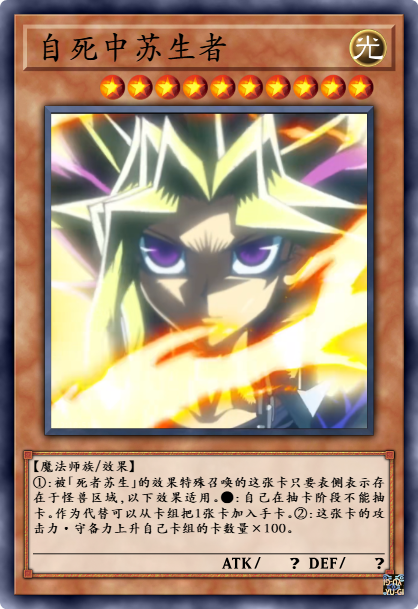 自死中苏生者
光
【魔法师族/效果】
①:被「死者苏生」的效果特殊召唤的这张卡只要表侧表示存
在于怪兽区域,以下效果适用。●:自己在抽卡阶段不能抽
卡。作为代替可以从卡组把1张卡加入手卡。②:这张卡的攻
击力·守备力上升自己卡组的卡数量×100。
ATK/ ? DEF/ ?